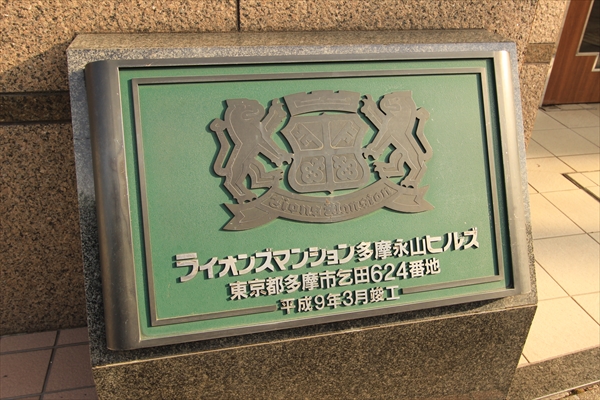 Lions Mansion
ライオンズマンション多摩永山ヒルズ
東京都多摩市乞田624番地
平成9年3月竣工